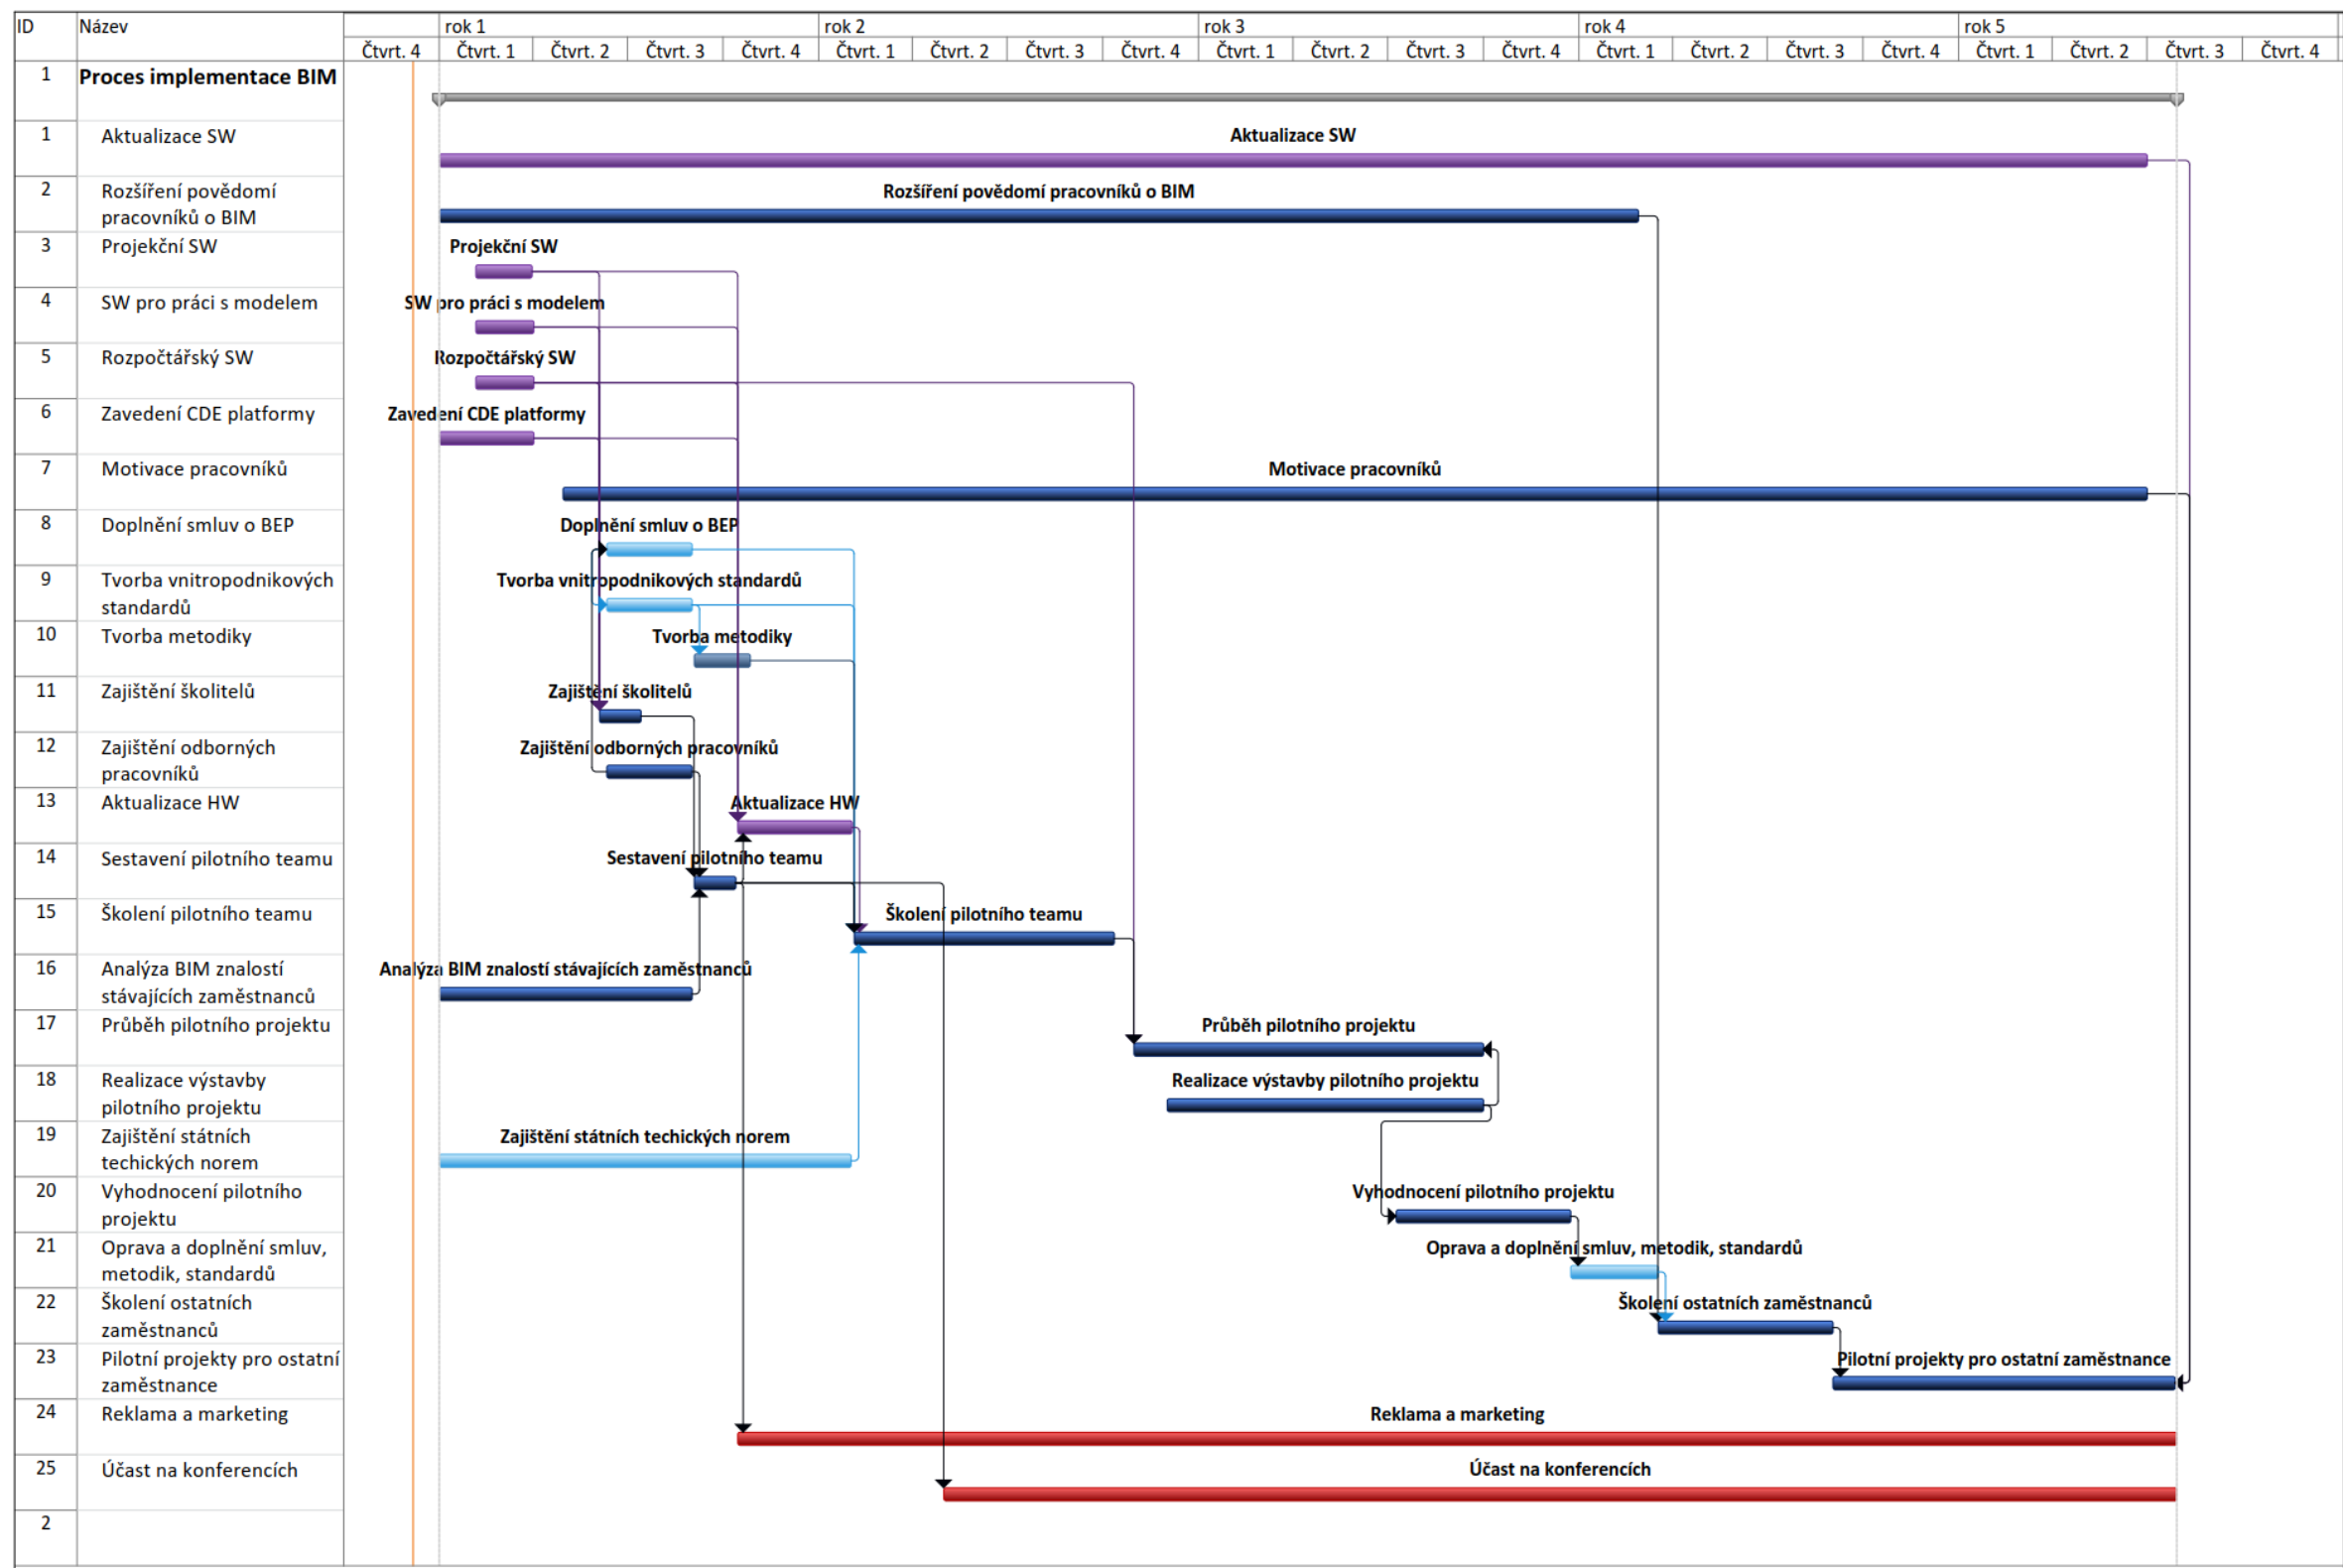 ID Název rok 1 rok 2 rok 3 rok 4 rok 5
Čtvrt. 4 Čtvrt. 1 Čtvrt. 2 Čtvrt. 3 Čtvrt. 4 Čtvrt. 1 Čtvrt. 2 Čtvrt. 3 Čtvrt. 4 Čtvrt. 1 Čtvrt. 2 Čtvrt. 3 Čtvrt. 4 Čtvrt. 1 Čtvrt. 2 Čtvrt. 3 Čtvrt. 4 Čtvrt. 1 Čtvrt. 2 Čtvrt. 3 Čtvrt. 4
1 Proces implementace BIM
1 Aktualizace SW Aktualizace SW
2 Rozšíření povědomí Rozšíření povědomí pracovníků o BIM
pracovníků o BIM
3 Projekční SW Projekční SW
4 SW pro práci s modelem SW pro práci s modelem
5 Rozpočtářský SW Rozpočtářský SW
6 Zavedení CDE platformy Zavedení CDE platformy
7 Motivace pracovníků Motivace pracovníků
8 Doplnění smluv o BEP Doplnění smluv o BEP
9 Tvorba vnitropodnikových Tvorba vnitropodnikových standardů
standardů
10 Tvorba metodiky Tvorba metodiky
11 Zajištění školitelů Zajištění školitelů
12 Zajištění odborných Zajištění odborných pracovníků
pracovníků
13 Aktualizace HW Aktualizace HW
14 Sestavení pilotního teamu Sestavení pilotního teamu
15 Školení pilotního teamu Školení pilotního teamu
16 Analýza BIM znalostí Analýza BIM znalostí stávajících zaměstnanců
stávajících zaměstnanců
17 Průběh pilotního projektu Průběh pilotního projektu
18 Realizace výstavby Realizace výstavby pilotního projektu
pilotního projektu
19 Zajištění státních Zajištění státních techických norem
techických norem
20 Vyhodnocení pilotního Vyhodnocení pilotního projektu
projektu
21 Oprava a doplnění smluv, Oprava a doplnění smluv, metodik, standardů
metodik, standardů
22 Školení ostatních Školení ostatních zaměstnanců
zaměstnanců
23 Pilotní projekty pro ostatní Pilotní projekty pro ostatní zaměstnance
zaměstnance
24 Reklama a marketing Reklama a marketing
25 Účast na konferencích Účast na konferencích
2